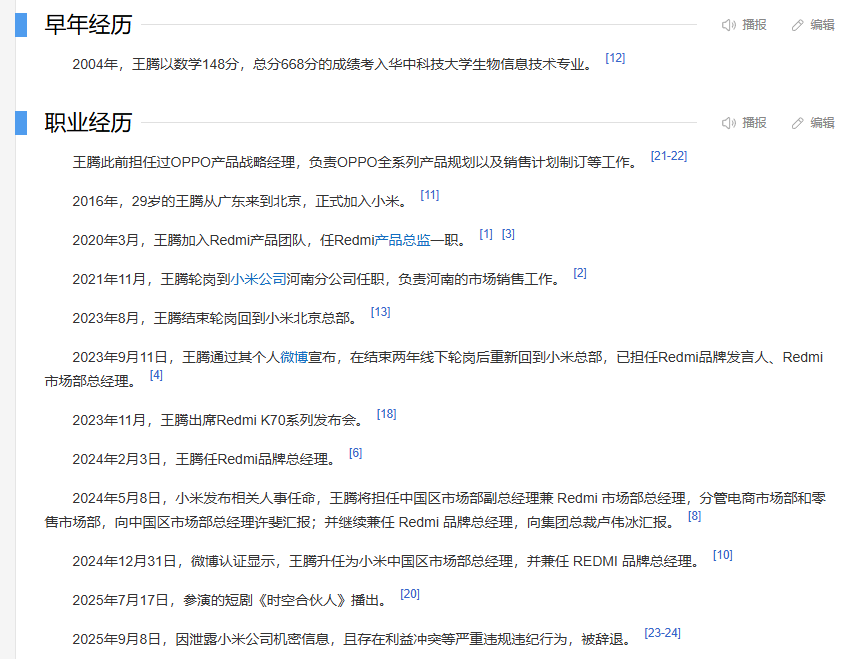 早年经历 播报 编辑
2004年，王腾以数学148分，总分668分的成绩考入华中科技大学生物信息技术专业。 [12]
职业经历 播报 编辑
王腾此前担任过OPPO产品战略经理，负责OPPO全系列产品规划以及销售计划制订等工作。 [21-22]
2016年，29岁的王腾从广东来到北京，正式加入小米。 [11]
2020年3月，王腾加入Redmi产品团队，任Redmi产品总监一职。 [1] [3]
2021年11月，王腾轮岗到小米公司河南分公司任职，负责河南的市场销售工作。 [2]
2023年8月，王腾结束轮岗回到小米北京总部。 [13]
2023年9月11日，王腾通过其个人微博宣布，在结束两年线下轮岗后重新回到小米总部，已担任Redmi品牌发言人、Redmi
市场部总经理。 [4]
2023年11月，王腾出席Redmi K70系列发布会。 [18]
2024年2月3日，王腾任Redmi品牌总经理。 [6]
2024年5月8日，小米发布相关人事任命，王腾将担任中国区市场部副总经理兼 Redmi 市场部总经理，分管电商市场部和零
售市场部，向中国区市场部总经理许斐汇报；并继续兼任 Redmi 品牌总经理，向集团总裁卢伟冰汇报。 [8]
2024年12月31日，微博认证显示，王腾升任为小米中国区市场部总经理，并兼任 REDMI 品牌总经理。 [10]
2025年7月17日，参演的短剧《时空合伙人》播出。 [20]
2025年9月8日，因泄露小米公司机密信息，且存在利益冲突等严重违规违纪行为，被辞退。 [23-24]